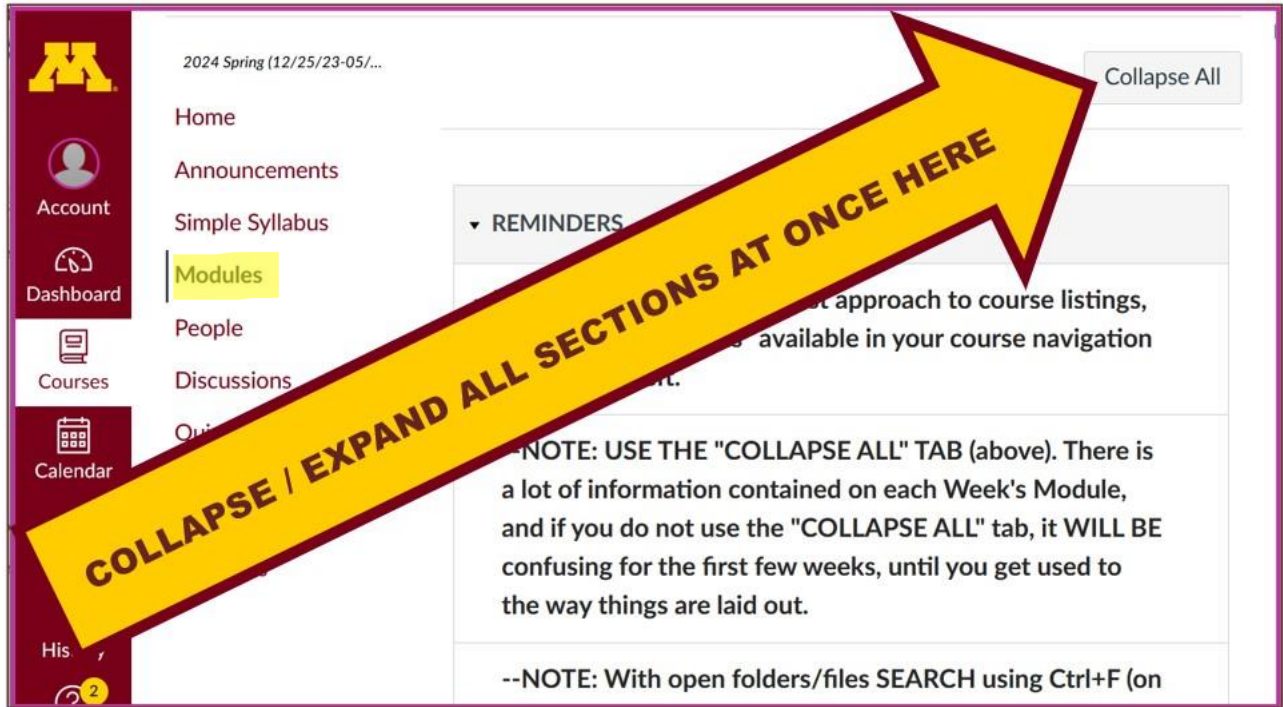 M
2024 Spring (12/25/23-05/...
Collapse All
Home
Announcements
Account
Simple Syllabus
REMINDERS
Modules
Dashboard
approach to course listings,
People
available in your course navigation
Courses
Discussions
--NOTE: USE THE "COLLAPSE ALL" TAB (above). There is
Calendar
a lot of information contained on each Week's Module,
and if you do not use the "COLLAPSE ALL" tab, it WILL BE
confusing for the first few weeks, until you get used to
the way things are laid out.
--NOTE: With open folders/files SEARCH using Ctrl+F (on
2
COLLAPSE / EXPAND ALL SECTIONS AT ONCE HERE